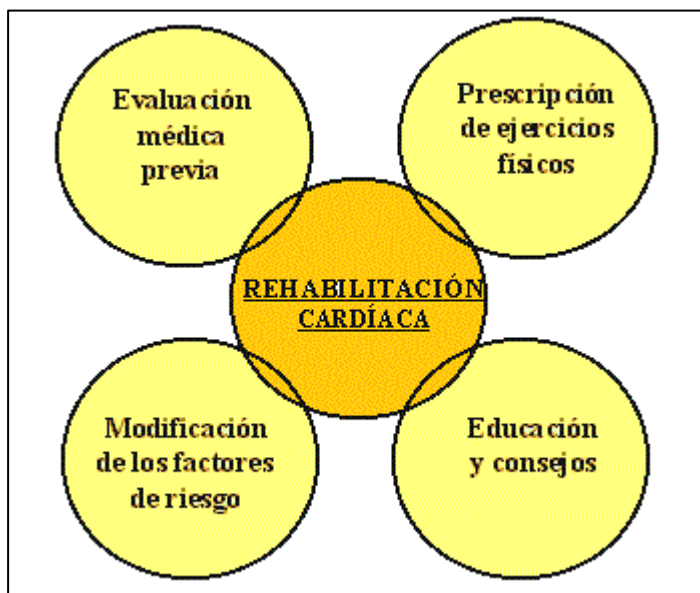 Evaluación
médica
previa
Prescripción
de ejercicios
físicos
REHABILITACIÓN
CARDÍACA
Modificación
de los factores
de riesgo
Educación
y consejos